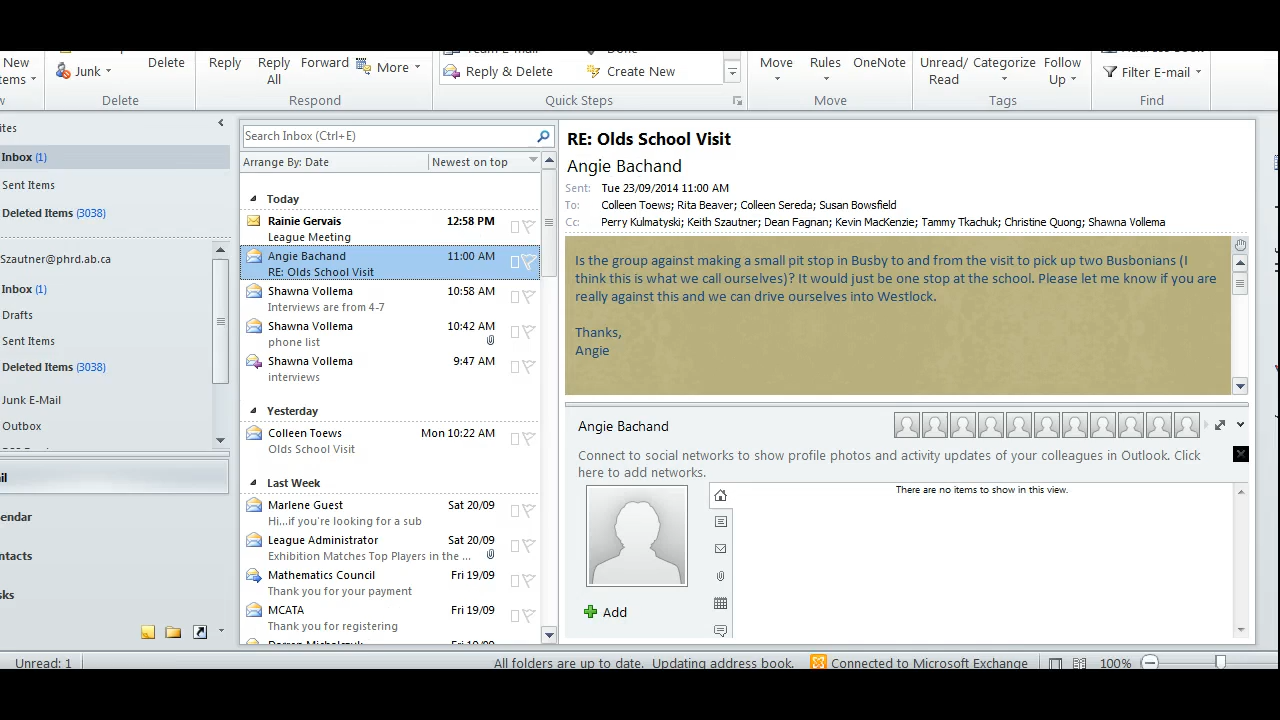 New
Items
Junk
Delete
Delete
Reply
Reply
All
Forward
More
Respond
Team E-mail
Done
Reply & Delete
Create New
Quick Steps
Move
Rules
OneNote
Move
Unread/
Read
Categorize
Follow
Up
Tags
Address Book
Filter E-mail
Find
ites
Inbox (1)
Sent Items
Deleted Items (3038)
Szautner@phrd.ab.ca
Inbox (1)
Drafts
Sent Items
Deleted Items (3038)
Junk E-Mail
Outbox
il
endar
ntacts
sks
Search Inbox (Ctrl+E)
Arrange By: Date Newest on top
Today
Rainie Gervais 12:58 PM
League Meeting
Angie Bachand 11:00 AM
RE: Olds School Visit
Shawna Vollema 10:58 AM
Interviews are from 4-7
Shawna Vollema 10:42 AM
phone list
Shawna Vollema 9:47 AM
interviews
Yesterday
Colleen Toews Mon 10:22 AM
Olds School Visit
Last Week
Marlene Guest Sat 20/09
Hi...if you're looking for a sub
League Administrator Sat 20/09
Exhibition Matches Top Players in the ...
Mathematics Council Fri 19/09
Thank you for your payment
MCATA Fri 19/09
Thank you for registering
RE: Olds School Visit
Angie Bachand
Sent: Tue 23/09/2014 11:00 AM
To: Colleen Toews; Rita Beaver; Colleen Sereda; Susan Bowsfield
Cc: Perry Kulmatyski; Keith Szautner; Dean Fagnan; Kevin MacKenzie; Tammy Tkachuk; Christine Quong; Shawna Vollema
Is the group against making a small pit stop in Busby to and from the visit to pick up two Busbonians (I
think this is what we call ourselves)? It would just be one stop at the school. Please let me know if you are
really against this and we can drive ourselves into Westlock.
Thanks,
Angie
Angie Bachand
Connect to social networks to show profile photos and activity updates of your colleagues in Outlook. Click
here to add networks.
There are no items to show in this view.
Add
Unread: 1
All folders are up to date. Updating address book. Connected to Microsoft Exchange 100%